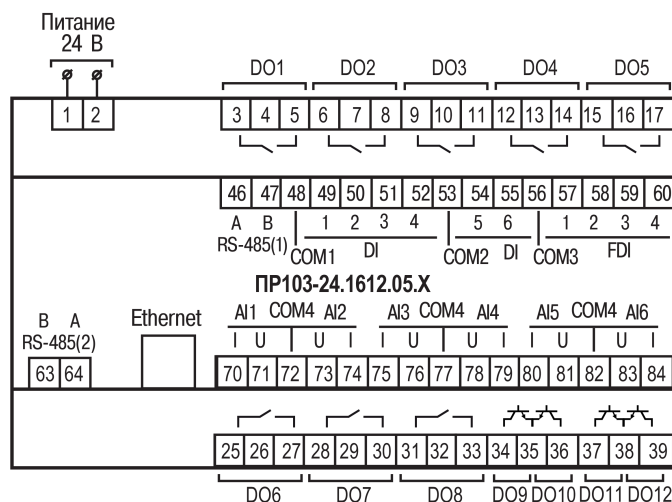 Питание
24 В
DO1 DO2 DO3 DO4 DO5
1 2 3 4 5 6 7 8 9 10 11 12 13 14 15 16 17
46 47 48 49 50 51 52 53 54 55 56 57 58 59 60
A B 1 2 3 4 5 6 1 2 3 4
RS-485(1) COM1 DI COM2 DI COM3 FDI
ПР103-24.1612.05.X
B A Ethernet AI1 COM4 AI2 AI3 COM4 AI4 AI5 COM4 AI6
RS-485(2) I U U I I U U I I U U I
63 64 70 71 72 73 74 75 76 77 78 79 80 81 82 83 84
25 26 27 28 29 30 31 32 33 34 35 36 37 38 39
DO6 DO7 DO8 DO9 DO10 DO11 DO12